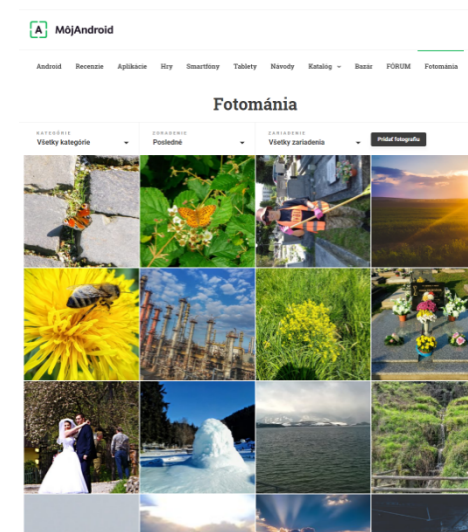 A MôjAndroid
Android Recenzie Aplikácie Hry Smartfóny Tablety Návody Katalóg Bazár FÓRUM Fotománia
Fotománia
KATEGÓRIE ZORADENIE ZARIADENIE
Všetky kategórie Posledné Všetky zariadenia Pridať fotografiu